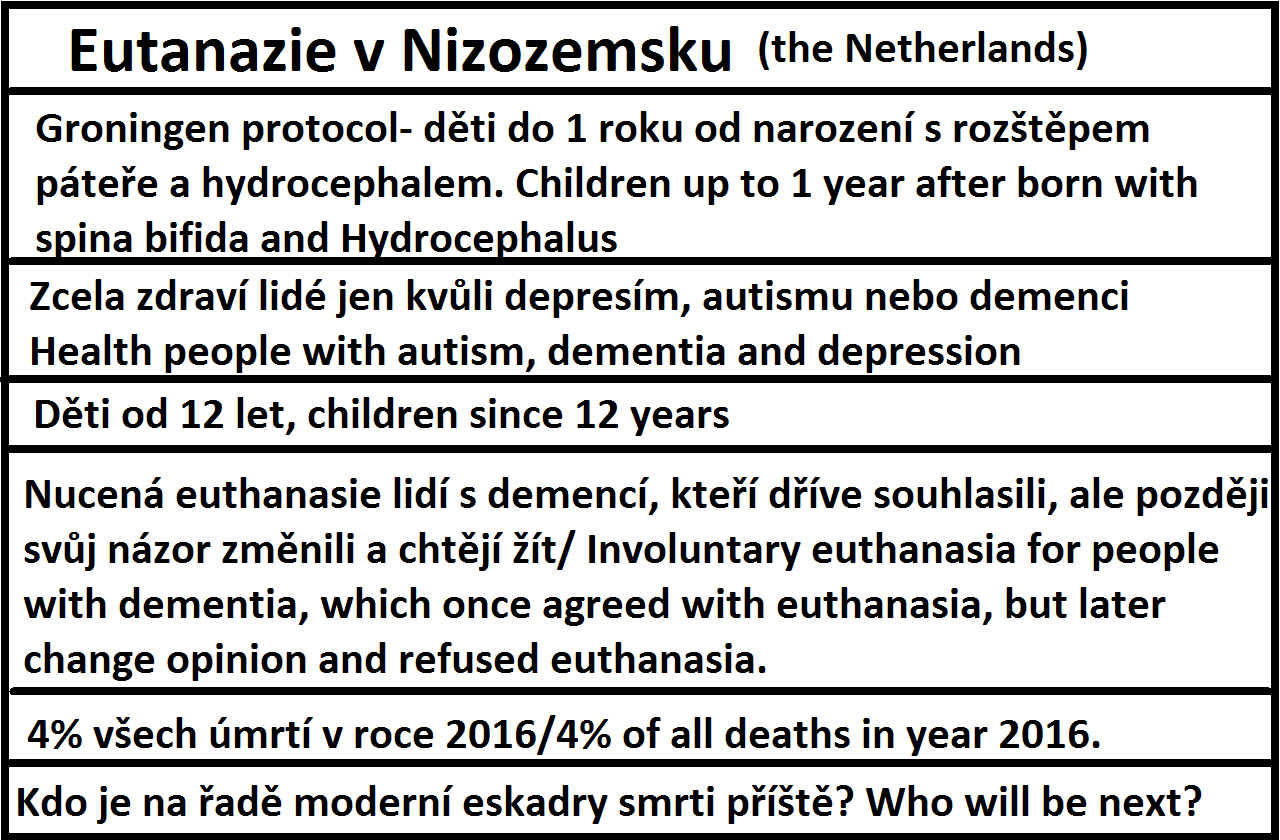 Eutanazie v Nizozemsku (the Netherlands)
Groningen protocol- děti do 1 roku od narození s rozštěpem
páteře a hydrocephalem. Children up to 1 year after born with
spina bifida and Hydrocephalus
Zcela zdraví lidé jen kvůli depresím, autismu nebo demenci
Health people with autism, dementia and depression
Děti od 12 let, children since 12 years
Nucená euthanasie lidí s demencí, kteří dříve souhlasili, ale později
svůj názor změnili a chtějí žít/ Involuntary euthanasia for people
with dementia, which once agreed with euthanasia, but later
change opinion and refused euthanasia.
4% všech úmrtí v roce 2016/4% of all deaths in year 2016.
Kdo je na řadě moderní eskadry smrti příště? Who will be next?